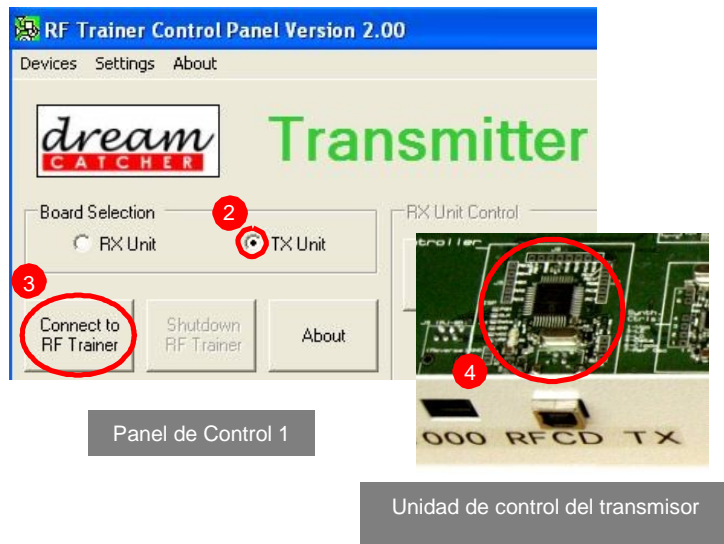 RF Trainer Control Panel Version 2.00
Devices Settings About
dream
CATCHER
Transmitter
Board Selection
2
RX Unit
TX Unit
RX Unit Control
3
Connect to
RF Trainer
Shutdown
RF Trainer
About
4
1000 RFCD TX
Panel de Control 1
Unidad de control del transmisor